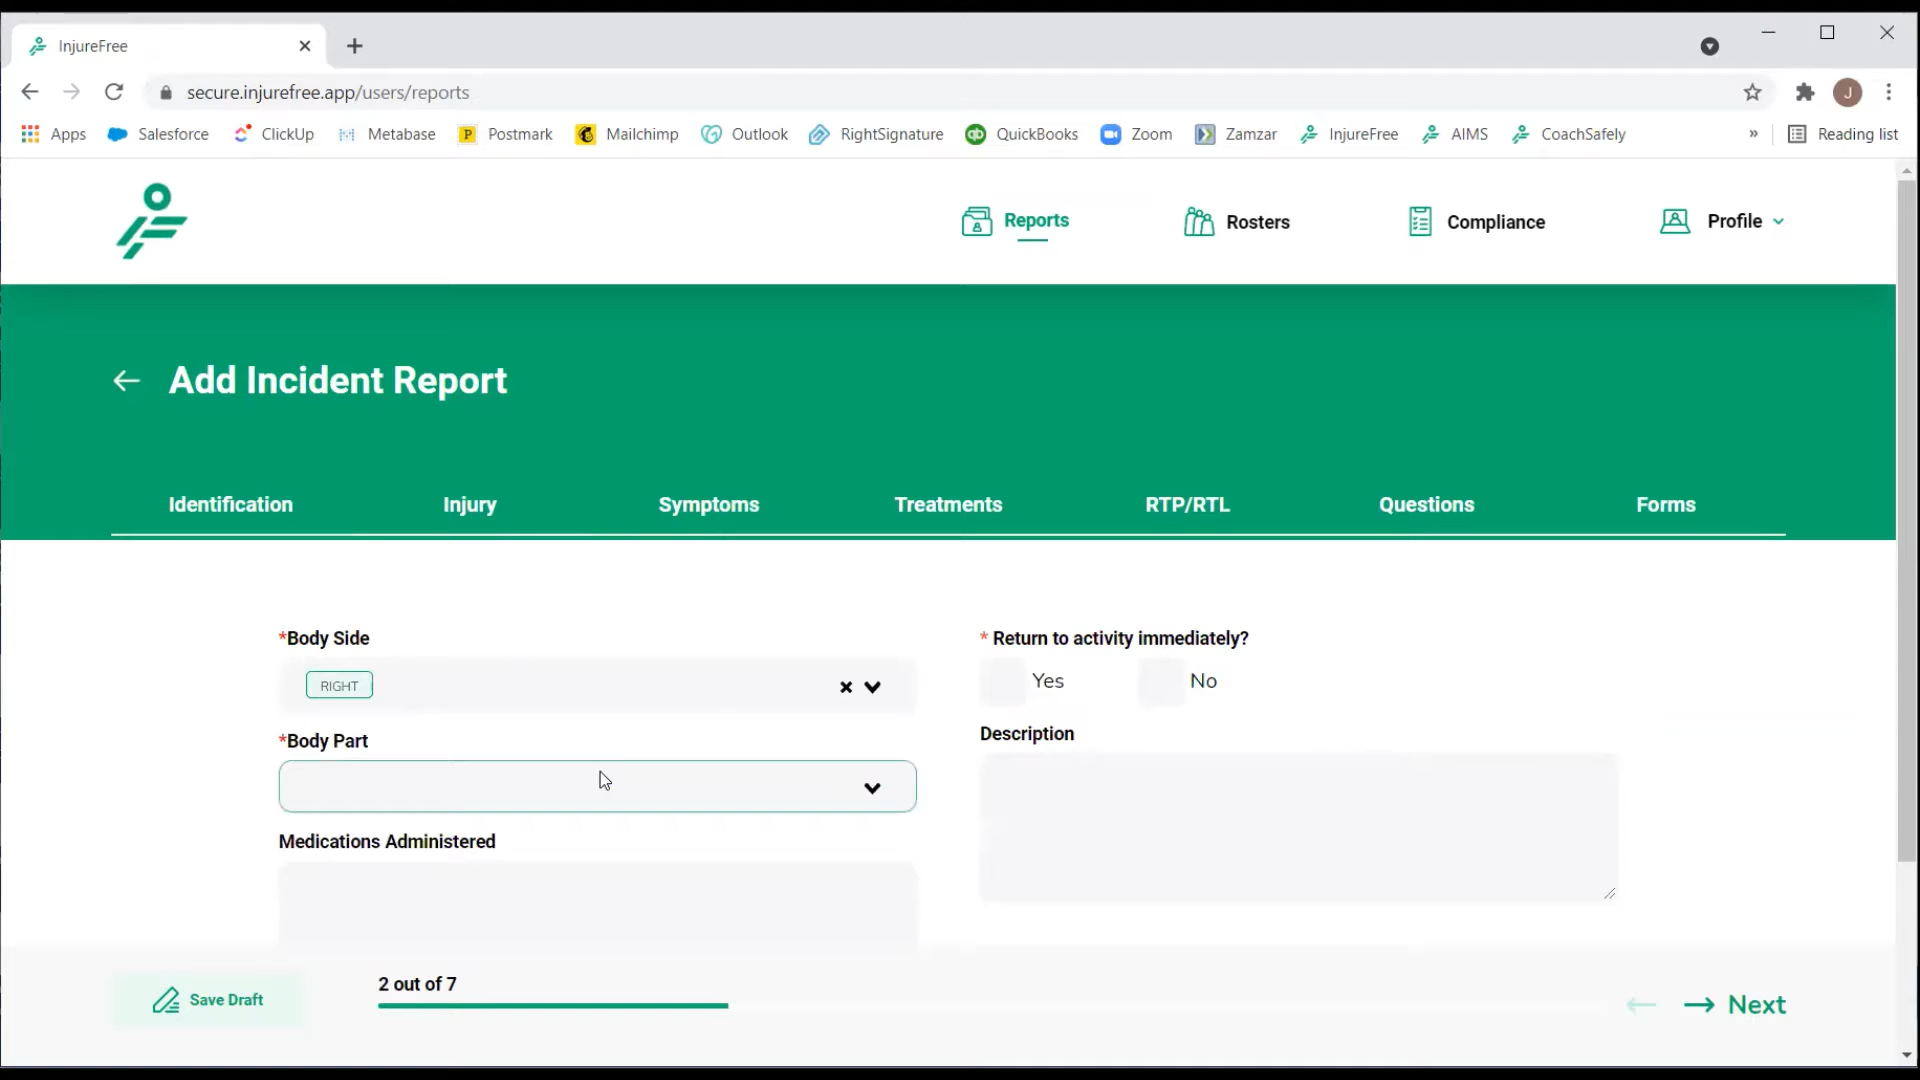 InjureFree
secure.injurefree.app/users/reports
J
Apps Salesforce ClickUp Metabase Postmark Mailchimp Outlook RightSignature QuickBooks Zoom Zamzar InjureFree AIMS CoachSafely » Reading list
Reports Rosters Compliance Profile
Add Incident Report
Identification Injury Symptoms Treatments RTP/RTL Questions Forms
*Body Side
RIGHT
*Body Part
Medications Administered
* Return to activity immediately?
Yes No
Description
Save Draft
2 out of 7
Next